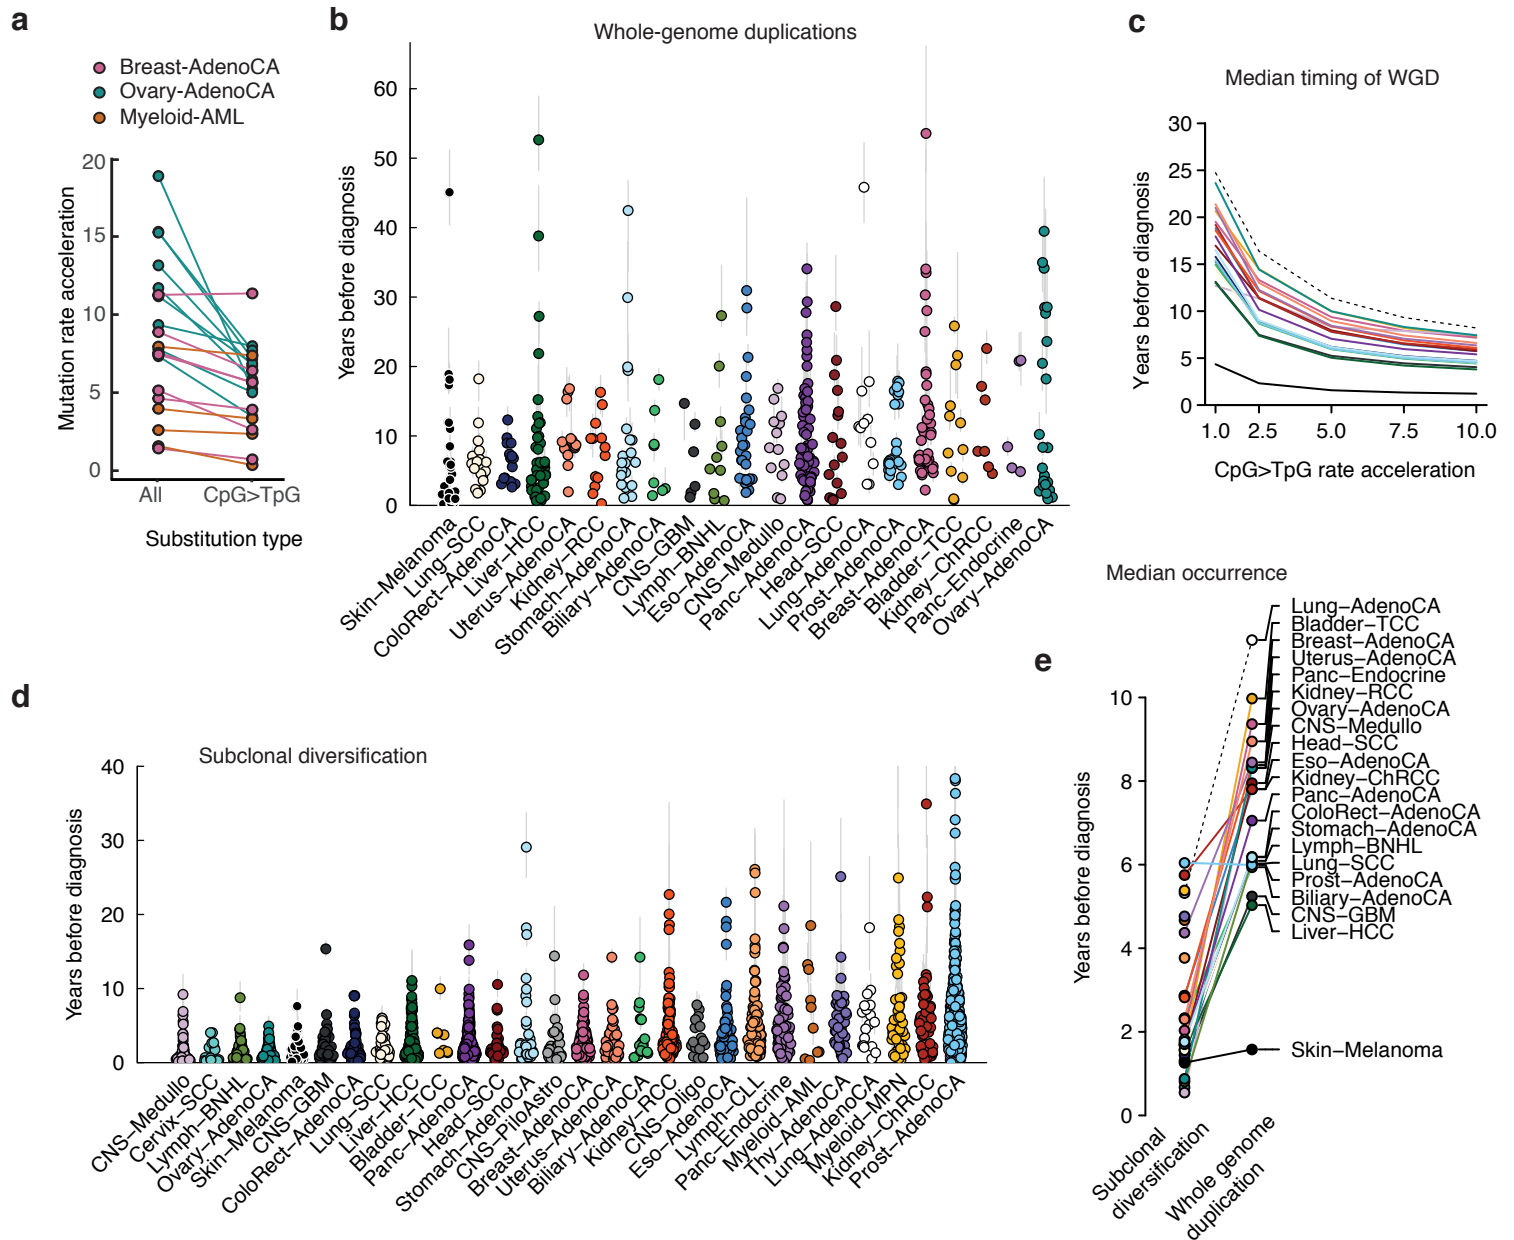 a
Breast-AdenoCA
Ovary-AdenoCA
Myeloid-AML
Mutation rate acceleration
20
15
10
5
0
All
CpG>TpG
Substitution type
b
Whole-genome duplications
Years before diagnosis
60
50
40
30
20
10
0
Skin−Melanoma
Lung−SCC
ColoRect−AdenoCA
Liver−HCC
Uterus−AdenoCA
Kidney−RCC
Stomach−AdenoCA
Biliary−AdenoCA
CNS−GBM
Lymph−BNHL
Eso−AdenoCA
CNS−Medullo
Panc−AdenoCA
Head−SCC
Lung−AdenoCA
Prost−AdenoCA
Breast−AdenoCA
Bladder−TCC
Kidney−ChRCC
Panc−Endocrine
Ovary−AdenoCA
c
Median timing of WGD
Years before diagnosis
30
25
20
15
10
5
0
1.0 2.5 5.0 7.5 10.0
CpG>TpG rate acceleration
d
Subclonal diversification
Years before diagnosis
40
30
20
10
0
CNS−Medullo
Cervix−SCC
Lymph−BNHL
Ovary−AdenoCA
Skin−Melanoma
CNS−GBM
ColoRect−AdenoCA
Lung−SCC
Liver−HCC
Bladder−TCC
Panc−AdenoCA
Head−SCC
Stomach−AdenoCA
CNS−PiloAstro
Breast−AdenoCA
Uterus−AdenoCA
Biliary−AdenoCA
Kidney−RCC
CNS−Oligo
Eso−AdenoCA
Lymph−CLL
Panc−Endocrine
Myeloid−AML
Thy−AdenoCA
Lung−AdenoCA
Myeloid−MPN
Kidney−ChRCC
Prost−AdenoCA
e
Median occurrence
Years before diagnosis
10
8
6
4
2
0
Lung−AdenoCA
Bladder−TCC
Breast−AdenoCA
Uterus−AdenoCA
Panc−Endocrine
Kidney−RCC
Ovary−AdenoCA
CNS−Medullo
Head−SCC
Eso−AdenoCA
Kidney−ChRCC
Panc−AdenoCA
ColoRect−AdenoCA
Stomach−AdenoCA
Lymph−BNHL
Lung−SCC
Prost−AdenoCA
Biliary−AdenoCA
CNS−GBM
Liver−HCC
Skin−Melanoma
Subclonal
diversification
Whole genome
duplication